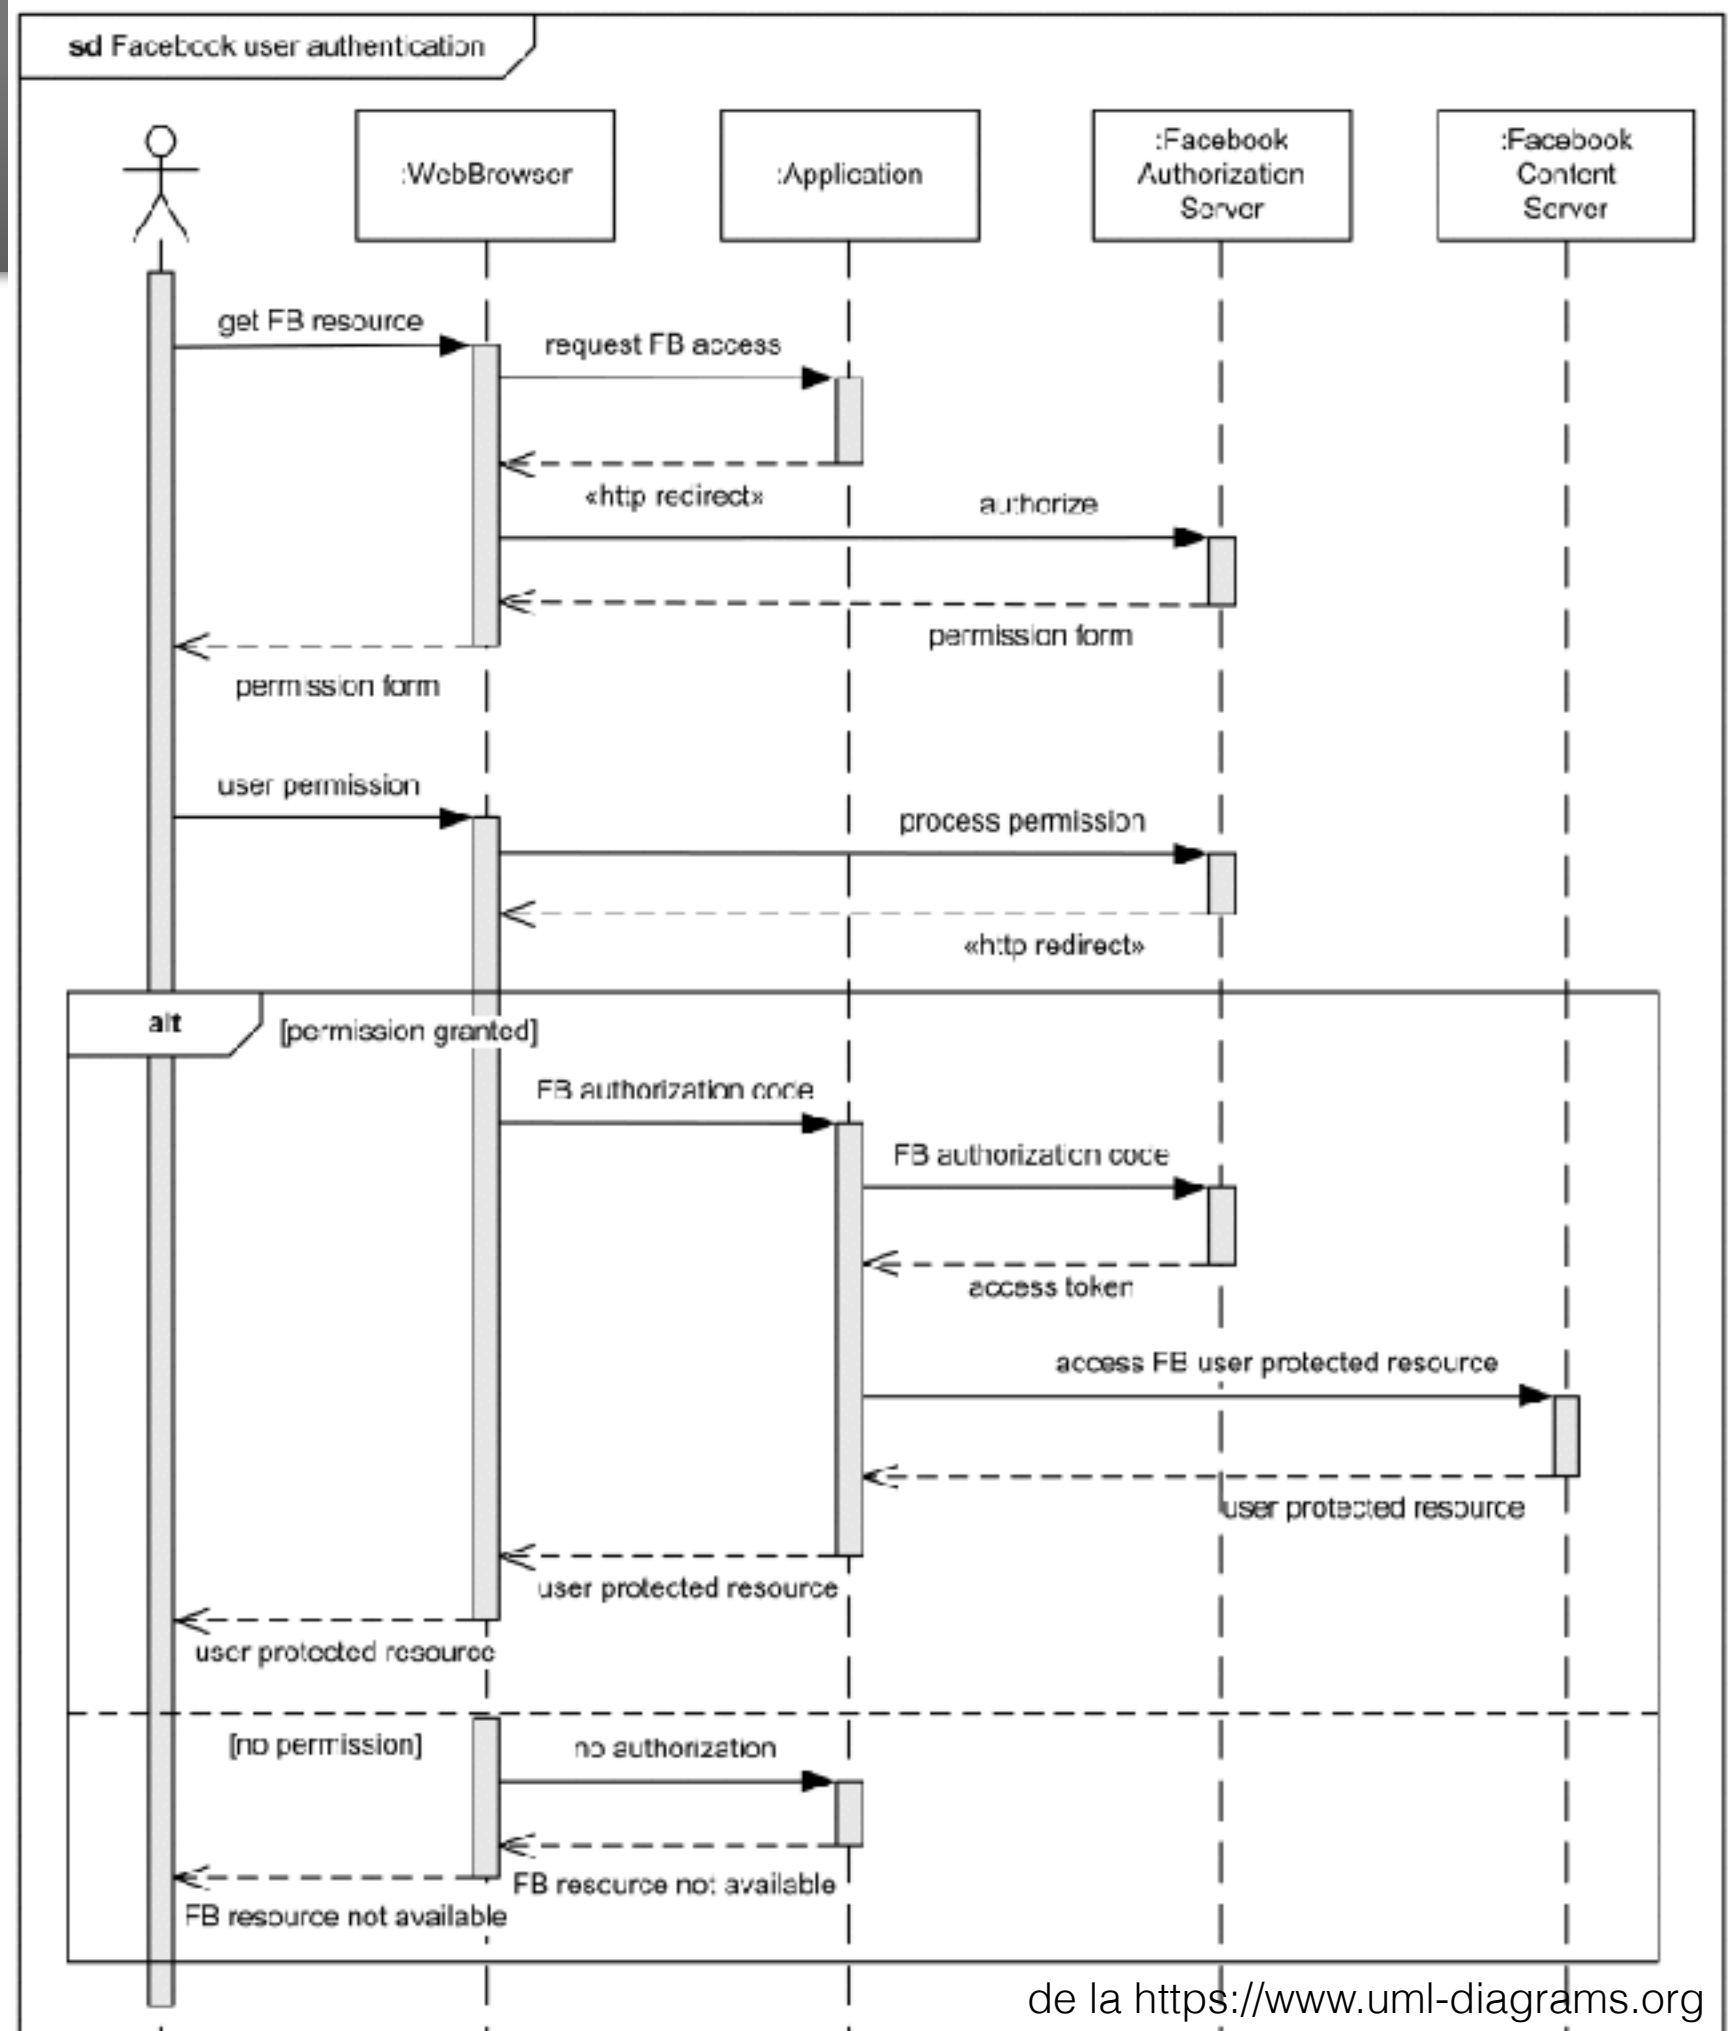 sd Facebook user authentication
:WebBrowser
:Application
:Facebook
Authorization
Server
:Facebook
Content
Server
get FB resource
request FB access
«http redirect»
authorize
permission form
permission form
user permission
process permission
«http redirect»
alt
[permission granted]
FB authorization code
FB authorization code
access token
access FB user protected resource
user protected resource
user protected resource
user protected resource
[no permission]
no authorization
FB resource not available
FB resource not available
de la https://www.uml-diagrams.org